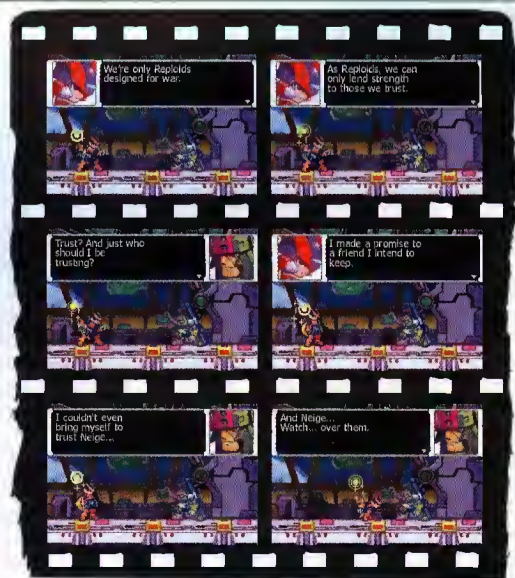 We're only Reploids
designed for war.
As Reploids, we can
only lend strength
to those we trust.
Trust? And just who
should I be
trusting?
I made a promise to
a friend I intend to
keep.
I couldn't even
bring myself to
trust Neige...
And Neige...
Watch... over them.